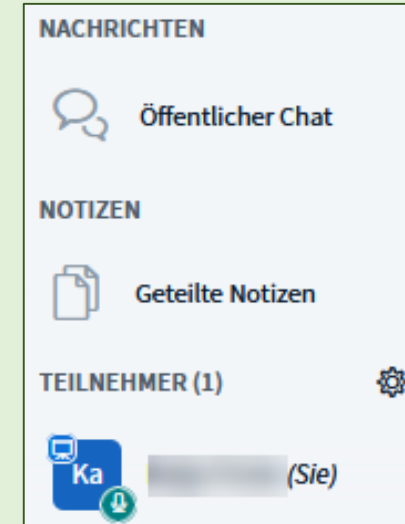 NACHRICHTEN
Öffentlicher Chat
NOTIZEN
Geteilte Notizen
TEILNEHMER (1)
Ka (Sie)